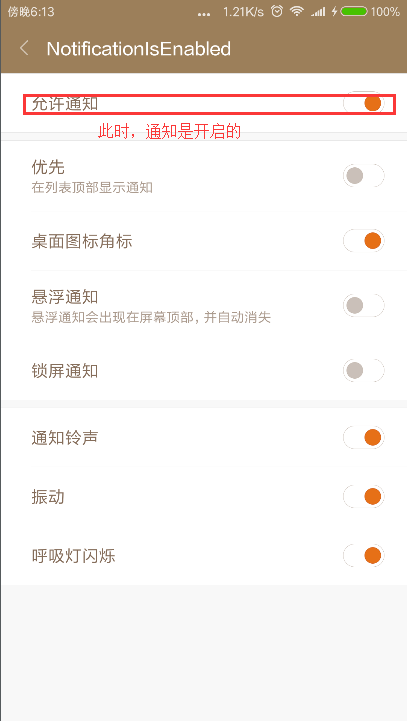 傍晚6:13 ... 1.21K/s 100%
NotificationIsEnabled
允许通知
此时，通知是开启的
优先
在列表顶部显示通知
桌面图标角标
悬浮通知
悬浮通知会出现在屏幕顶部, 并自动消失
锁屏通知
通知铃声
振动
呼吸灯闪烁